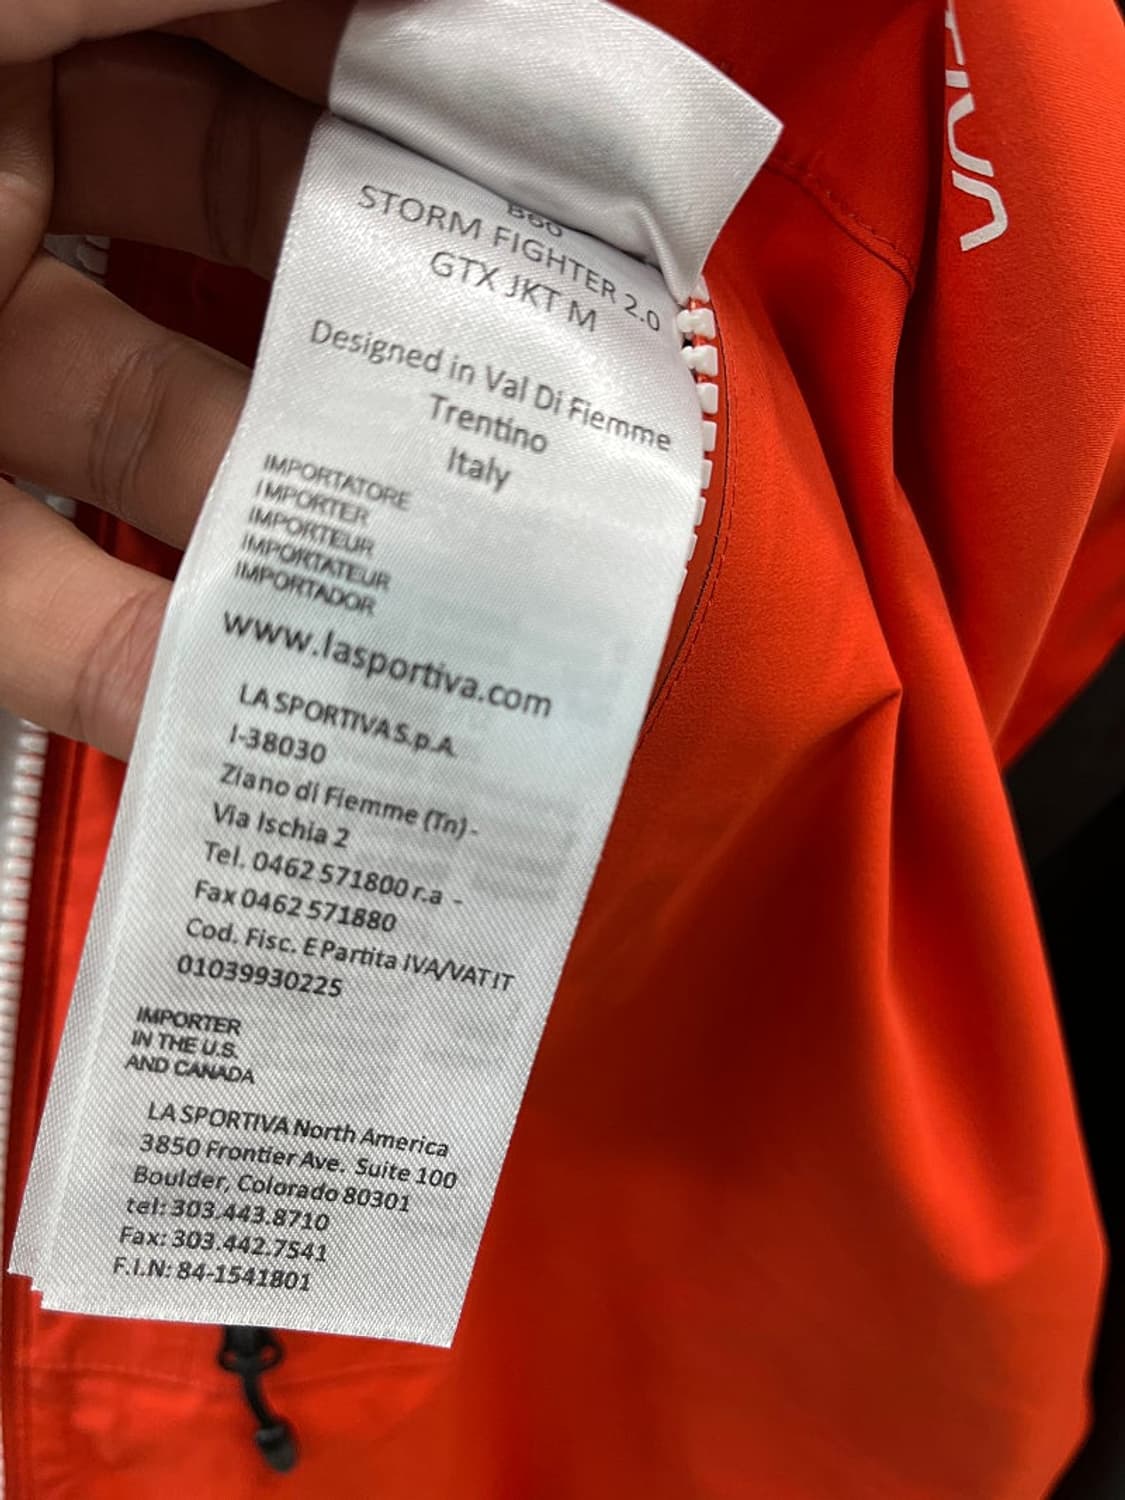 B60
STORM FIGHTER 2.0
GTX JKT M
Designed in Val Di Fiemme
Trentino
Italy
IMPORTATORE
IMPORTER
IMPORTEUR
IMPORTATEUR
IMPORTADOR
www.lasportiva.com
LA SPORTIVA S.p.A.
I-38030
Ziano di Fiemme (Tn) -
Via Ischia 2
Tel. 0462 571800 r.a -
Fax 0462 571880
Cod. Fisc. E Partita IVA/VAT IT
01039930225
IMPORTER
IN THE U.S.
AND CANADA
LA SPORTIVA North America
3850 Frontier Ave. Suite 100
Boulder, Colorado 80301
tel: 303.443.8710
Fax: 303.442.7541
F.I.N: 84-1541801